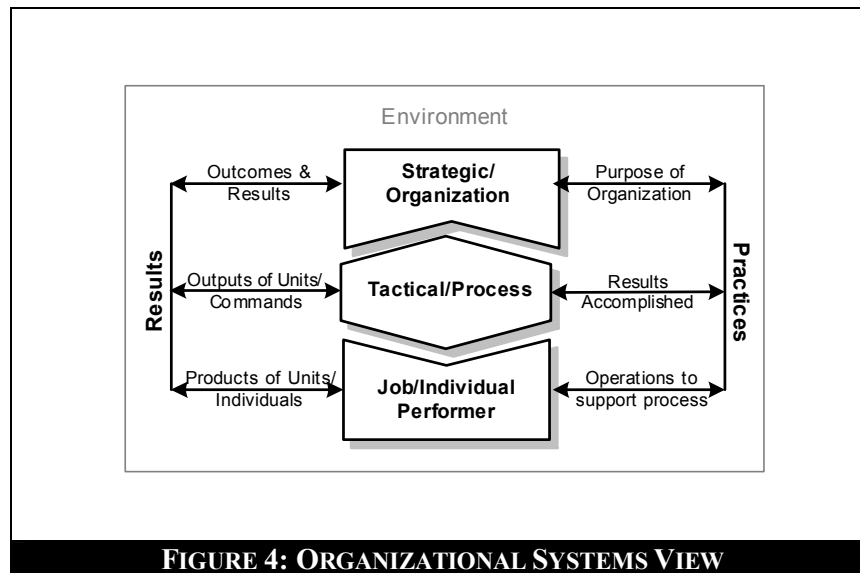 Environment
Outcomes &
Results
Strategic/
Organization
Purpose of
Organization
Results
Outputs of Units/
Commands
Tactical/Process
Results
Accomplished
Practices
Products of Units/
Individuals
Job/Individual
Performer
Operations to
support process
FIGURE 4: ORGANIZATIONAL SYSTEMS VIEW